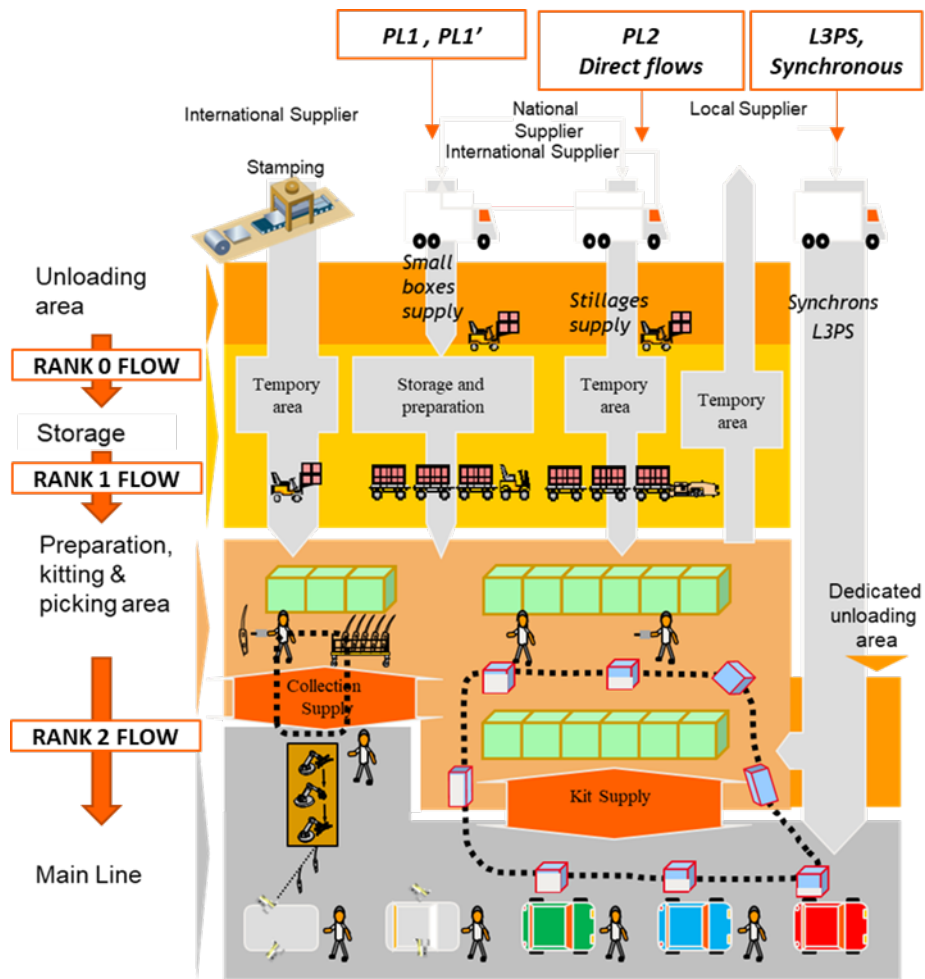 PL1 , PL1’
PL2
Direct flows
L3PS,
Synchronous
International Supplier
National
Supplier
International Supplier
Local Supplier
Stamping
Unloading
area
Small
boxes
supply
Stillages
supply
Synchrons
L3PS
RANK 0 FLOW
Tempory
area
Storage and
preparation
Tempory
area
Tempory
area
Storage
RANK 1 FLOW
Preparation,
kitting &
picking area
Dedicated
unloading
area
Collection
Supply
RANK 2 FLOW
Kit Supply
Main Line